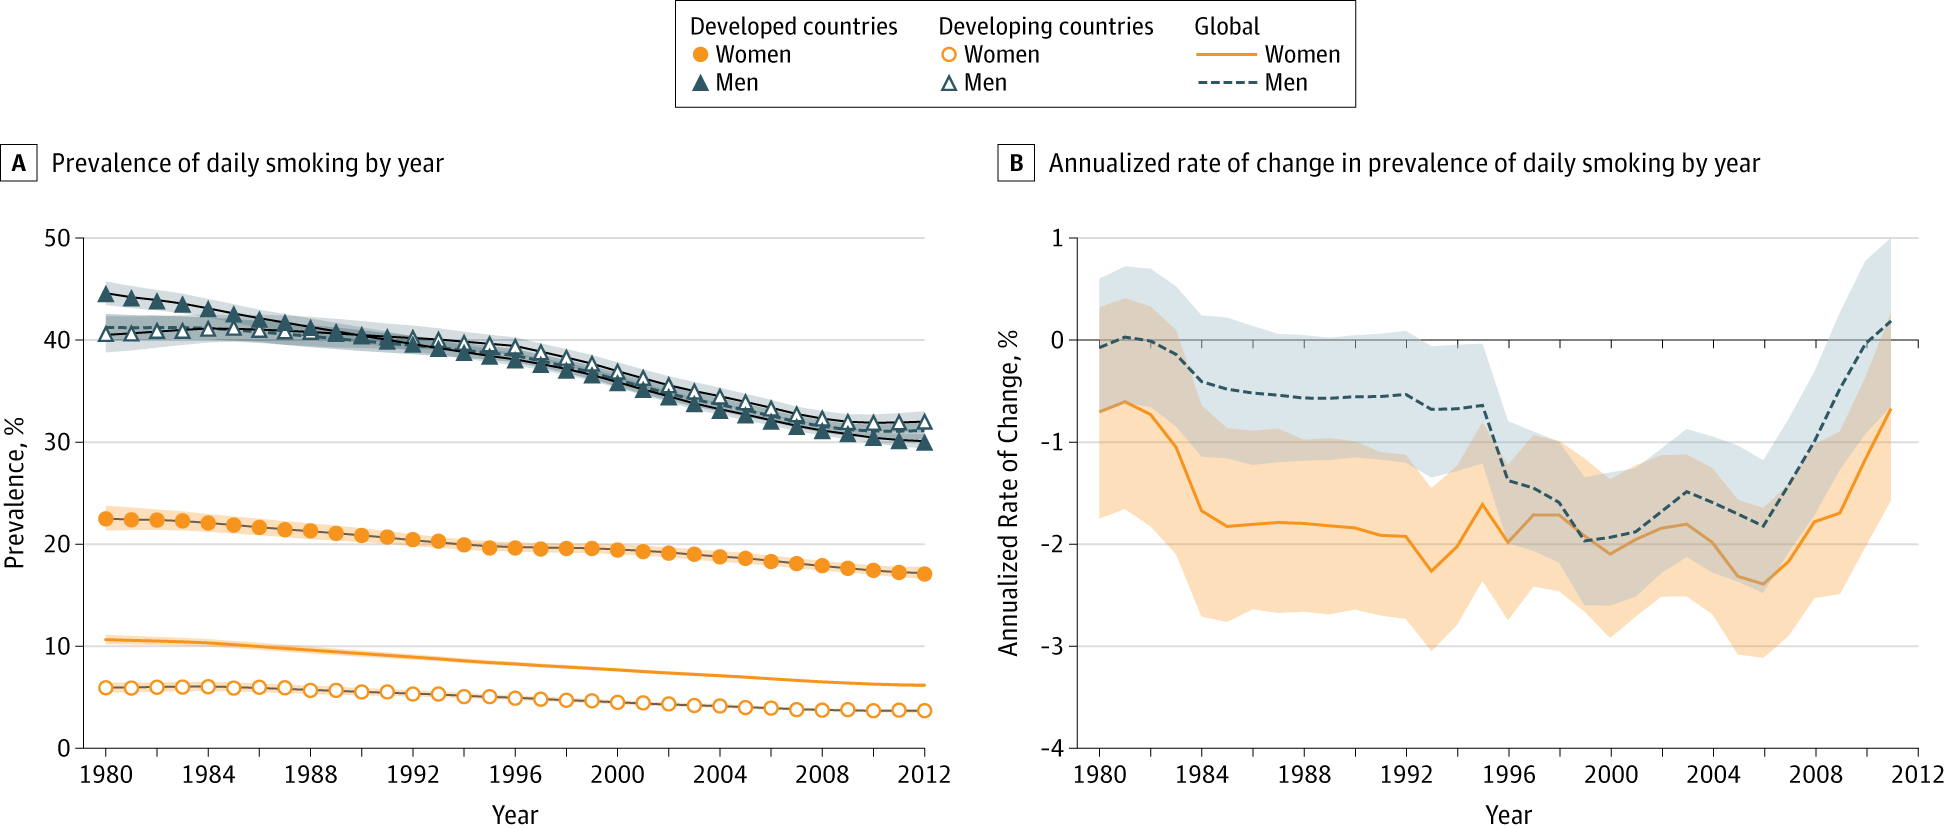 Developed countries
Women
Men
Developing countries
Women
Men
Global
Women
Men
A Prevalence of daily smoking by year
50
40
30
20
10
0
Prevalence, %
1980 1984 1988 1992 1996 2000 2004 2008 2012
Year
B Annualized rate of change in prevalence of daily smoking by year
1
0
-1
-2
-3
-4
Annualized Rate of Change, %
1980 1984 1988 1992 1996 2000 2004 2008 2012
Year